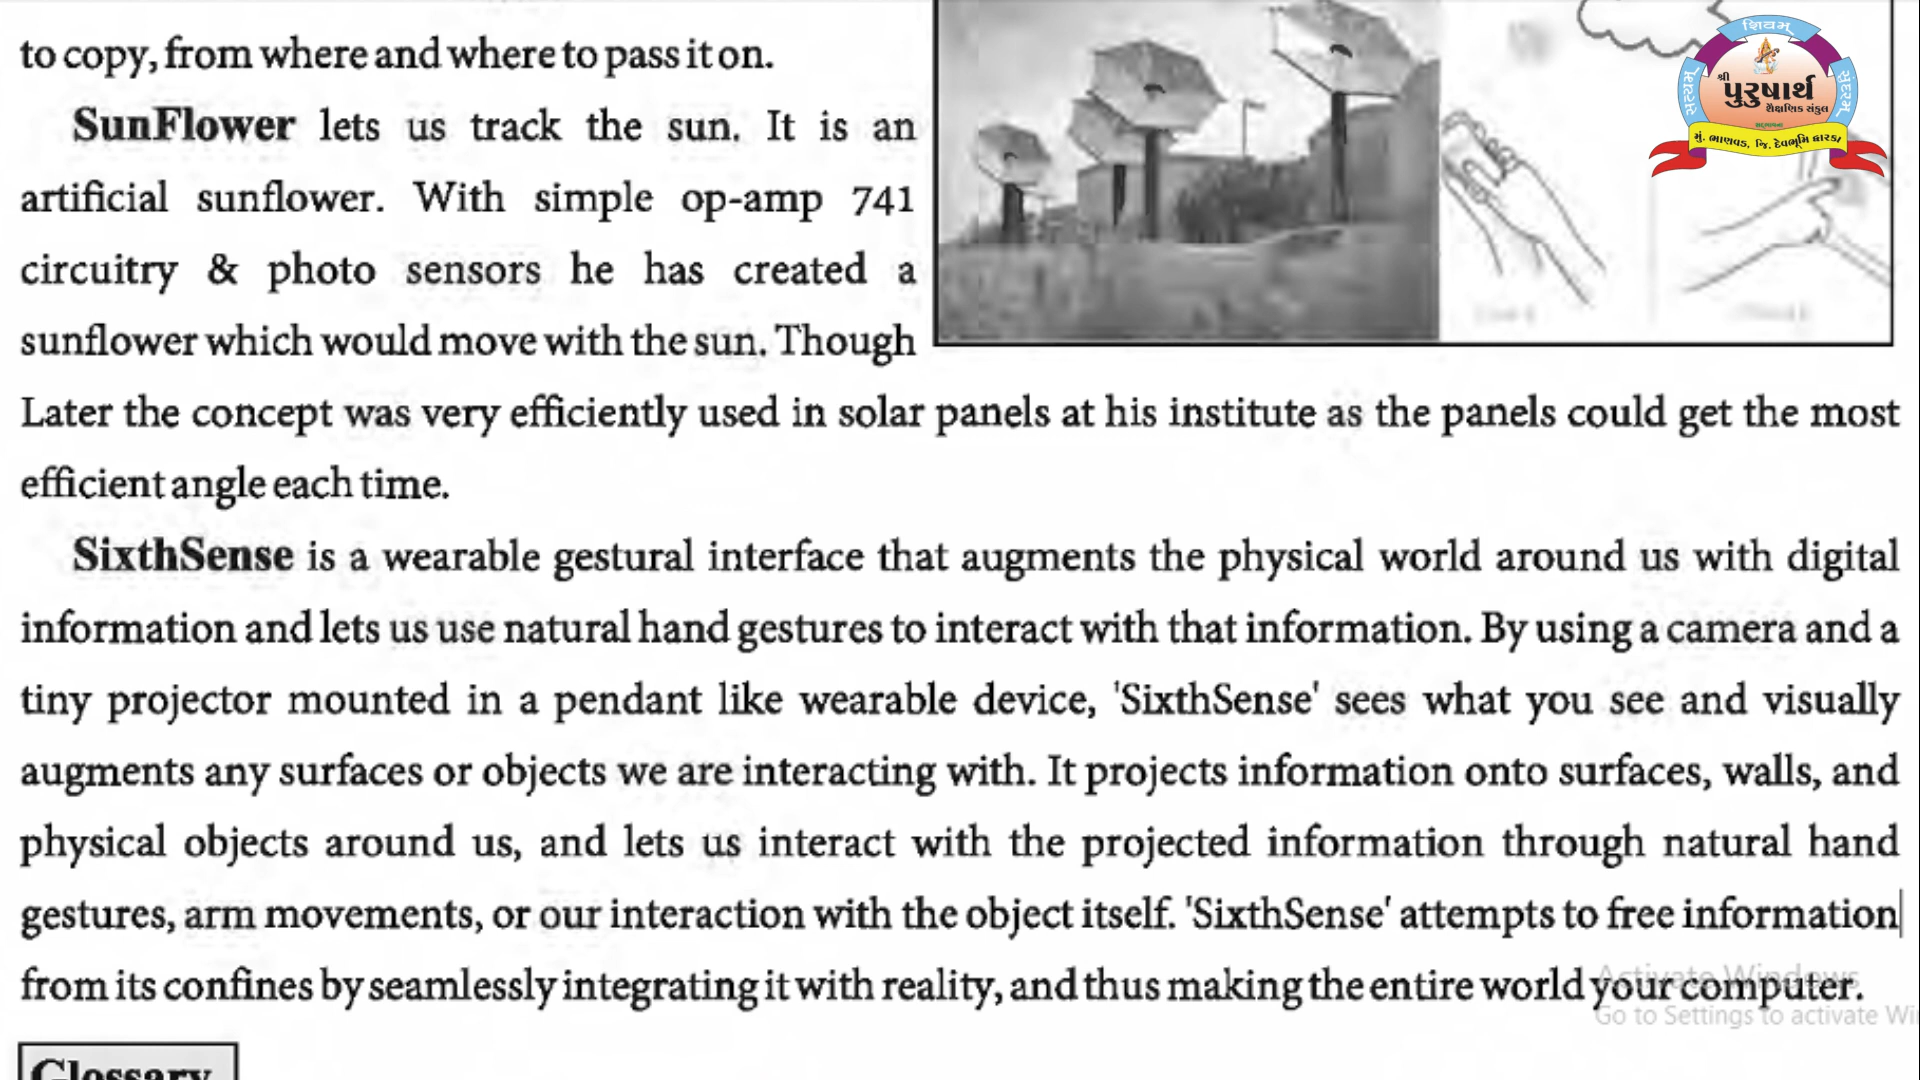 to copy, from where and where to pass it on.
SunFlower lets us track the sun. It is an
artificial sunflower. With simple op-amp 741
circuitry & photo sensors he has created a
sunflower which would move with the sun. Though
Later the concept was very efficiently used in solar panels at his institute as the panels could get the most
efficient angle each time.
SixthSense is a wearable gestural interface that augments the physical world around us with digital
information and lets us use natural hand gestures to interact with that information. By using a camera and a
tiny projector mounted in a pendant like wearable device, 'SixthSense' sees what you see and visually
augments any surfaces or objects we are interacting with. It projects information onto surfaces, walls, and
physical objects around us, and lets us interact with the projected information through natural hand
gestures, arm movements, or our interaction with the object itself. 'SixthSense' attempts to free information
from its confines by seamlessly integrating it with reality, and thus making the entire world your computer.
Glossary
શિવમ્
સત્યમ્
સુંદરમ્
શ્રી
પુરુષાર્થ
શૈક્ષણિક સંકુલ
મું. ભાણવડ, જિ. દેવભૂમિ દ્વારકા
Activate Windows
Go to Settings to activate Wi